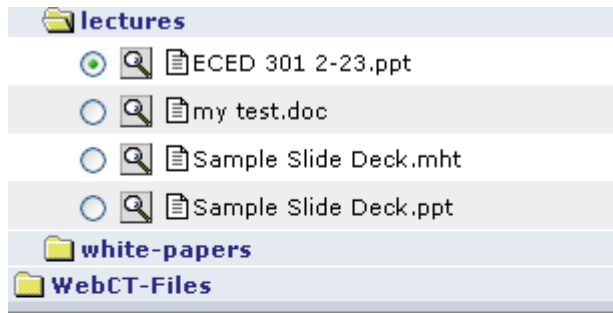 lectures
ECED 301 2-23.ppt
my test.doc
Sample Slide Deck.mht
Sample Slide Deck.ppt
white-papers
WebCT-Files